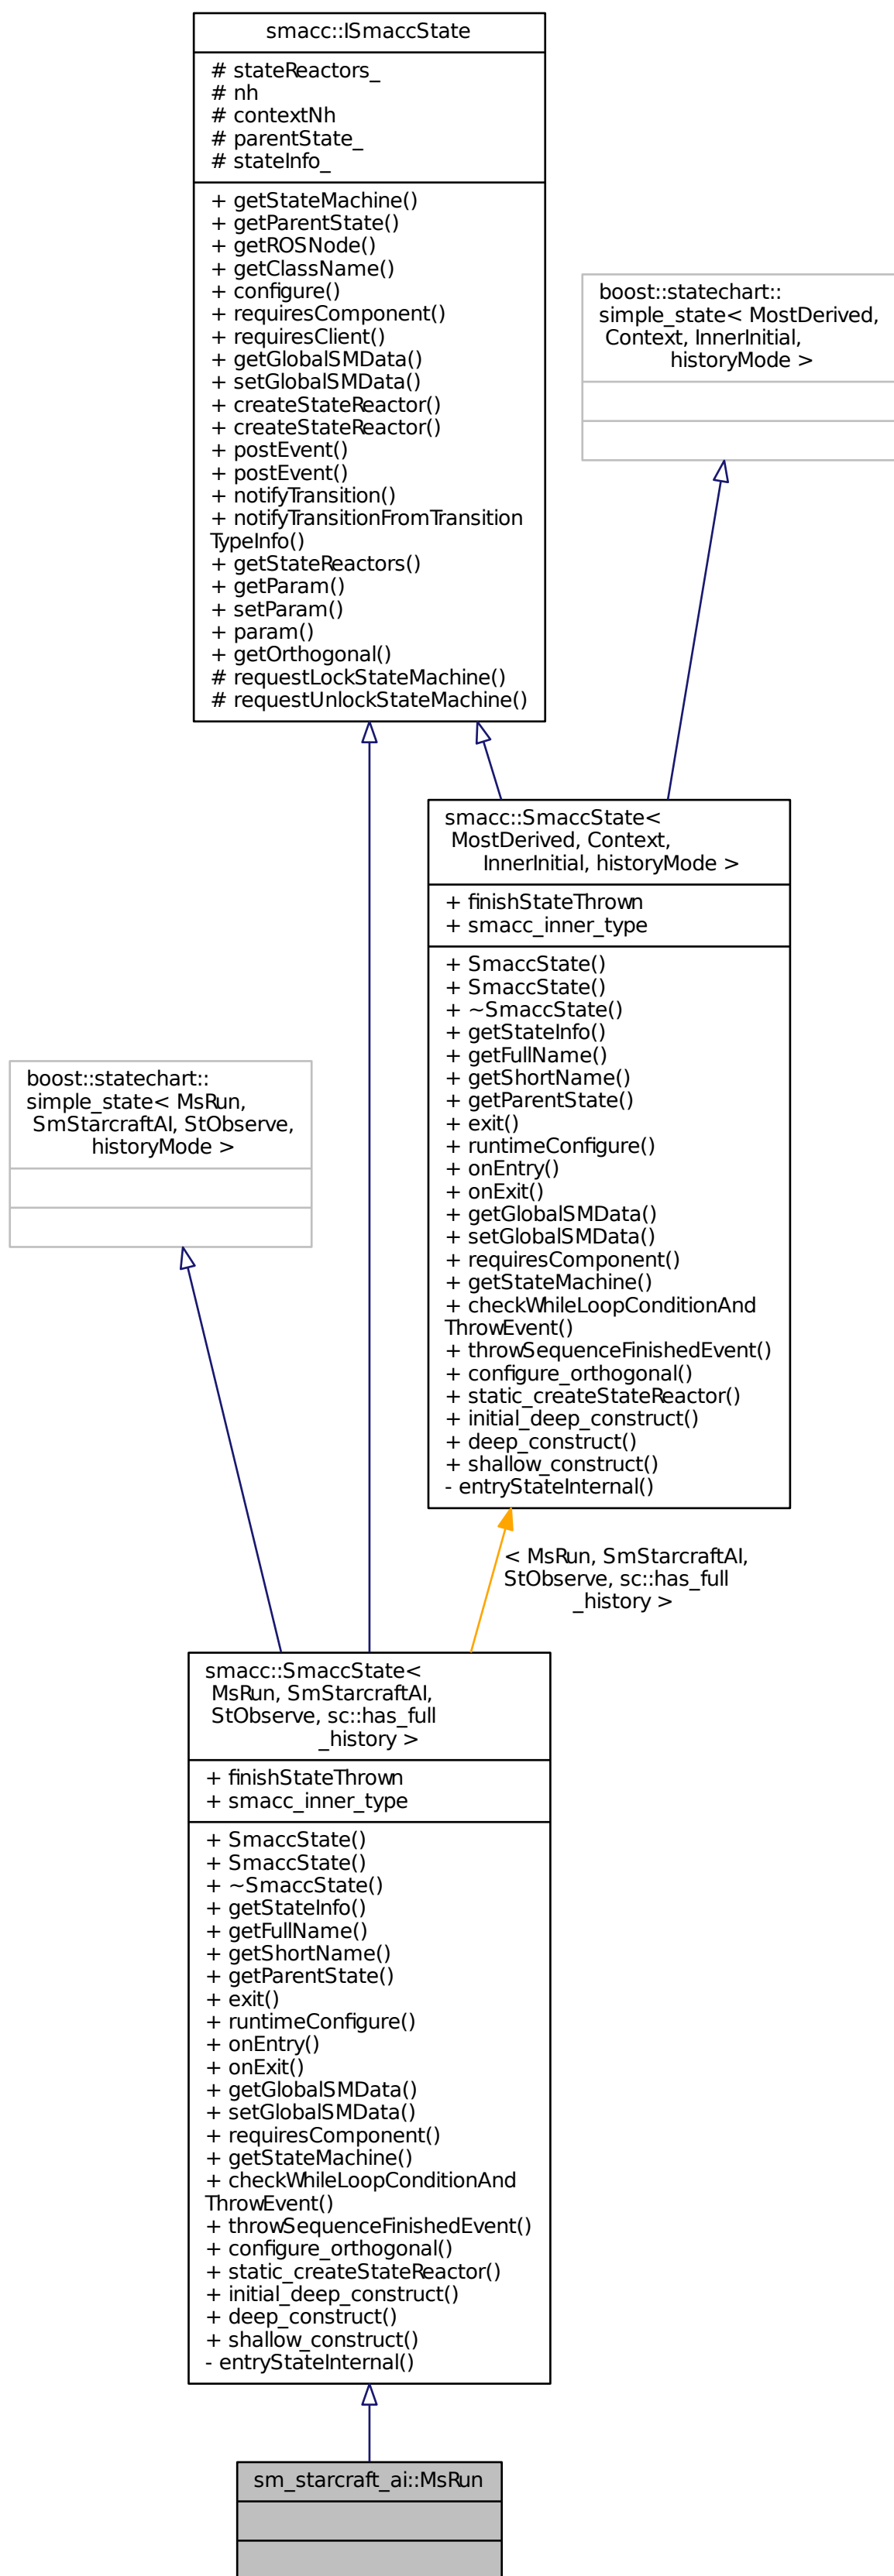 smacc::ISmaccState
# stateReactors_
# nh
# contextNh
# parentState_
# stateInfo_
+ getStateMachine()
+ getParentState()
+ getROSNode()
+ getClassName()
+ configure()
+ requiresComponent()
+ requiresClient()
+ getGlobalSMData()
+ setGlobalSMData()
+ createStateReactor()
+ createStateReactor()
+ postEvent()
+ postEvent()
+ notifyTransition()
+ notifyTransitionFromTransition
TypeInfo()
+ getStateReactors()
+ getParam()
+ setParam()
+ param()
+ getOrthogonal()
# requestLockStateMachine()
# requestUnlockStateMachine()
boost::statechart::
simple_state< MostDerived,
Context, InnerInitial,
historyMode >
smacc::SmaccState<
MostDerived, Context,
InnerInitial, historyMode >
+ finishStateThrown
+ smacc_inner_type
+ SmaccState()
+ SmaccState()
+ ~SmaccState()
+ getStateInfo()
+ getFullName()
+ getShortName()
+ getParentState()
+ exit()
+ runtimeConfigure()
+ onEntry()
+ onExit()
+ getGlobalSMData()
+ setGlobalSMData()
+ requiresComponent()
+ getStateMachine()
+ checkWhileLoopConditionAnd
ThrowEvent()
+ throwSequenceFinishedEvent()
+ configure_orthogonal()
+ static_createStateReactor()
+ initial_deep_construct()
+ deep_construct()
+ shallow_construct()
- entryStateInternal()
boost::statechart::
simple_state< MsRun,
SmStarcraftAI, StObserve,
historyMode >
< MsRun, SmStarcraftAI,
StObserve, sc::has_full
_history >
smacc::SmaccState<
MsRun, SmStarcraftAI,
StObserve, sc::has_full
_history >
+ finishStateThrown
+ smacc_inner_type
+ SmaccState()
+ SmaccState()
+ ~SmaccState()
+ getStateInfo()
+ getFullName()
+ getShortName()
+ getParentState()
+ exit()
+ runtimeConfigure()
+ onEntry()
+ onExit()
+ getGlobalSMData()
+ setGlobalSMData()
+ requiresComponent()
+ getStateMachine()
+ checkWhileLoopConditionAnd
ThrowEvent()
+ throwSequenceFinishedEvent()
+ configure_orthogonal()
+ static_createStateReactor()
+ initial_deep_construct()
+ deep_construct()
+ shallow_construct()
- entryStateInternal()
sm_starcraft_ai::MsRun